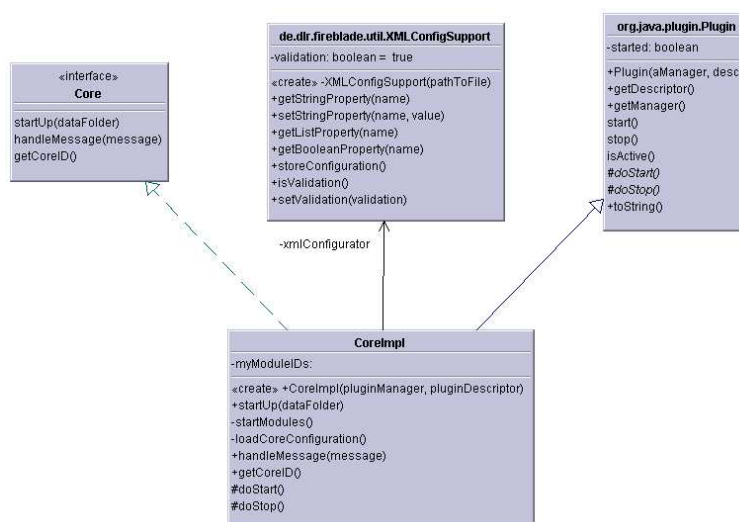 «interface»
Core
startUp(dataFolder)
handleMessage(message)
getCoreID()
de.dlr.fireblade.util.XMLConfigSupport
-validation: boolean = true
«create» -XMLConfigSupport(pathToFile)
+getStringProperty(name)
+setStringProperty(name, value)
+getListProperty(name)
+getBooleanProperty(name)
+storeConfiguration()
+isValidation()
+setValidation(validation)
org.java.plugin.Plugin
-started: boolean
+Plugin(aManager, desc
+getDescriptor()
+getManager()
start()
stop()
isActive()
#doStart()
#doStop()
+toString()
-xmlConfigurator
CoreImpl
-myModuleIDs:
«create» +CoreImpl(pluginManager, pluginDescriptor)
+startUp(dataFolder)
-startModules()
-loadCoreConfiguration()
+handleMessage(message)
+getCoreID()
#doStart()
#doStop()